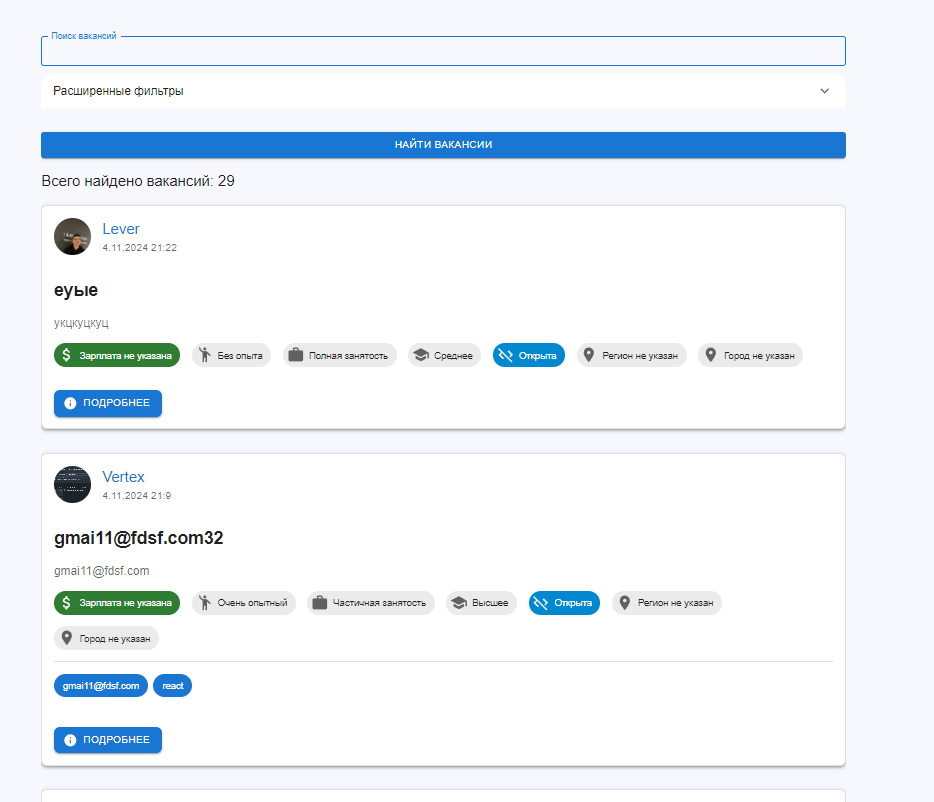 Поиск вакансий
Расширенные фильтры
НАЙТИ ВАКАНСИИ
Всего найдено вакансий: 29
Lever
4.11.2024 21:22
еуые
укцкуцкуц
Зарплата не указана Без опыта Полная занятость Среднее Открыта Регион не указан Город не указан
ПОДРОБНЕЕ
Vertex
4.11.2024 21:9
gmai11@fdsf.com32
gmai11@fdsf.com
Зарплата не указана Очень опытный Частичная занятость Высшее Открыта Регион не указан
Город не указан
gmai11@fdsf.com react
ПОДРОБНЕЕ